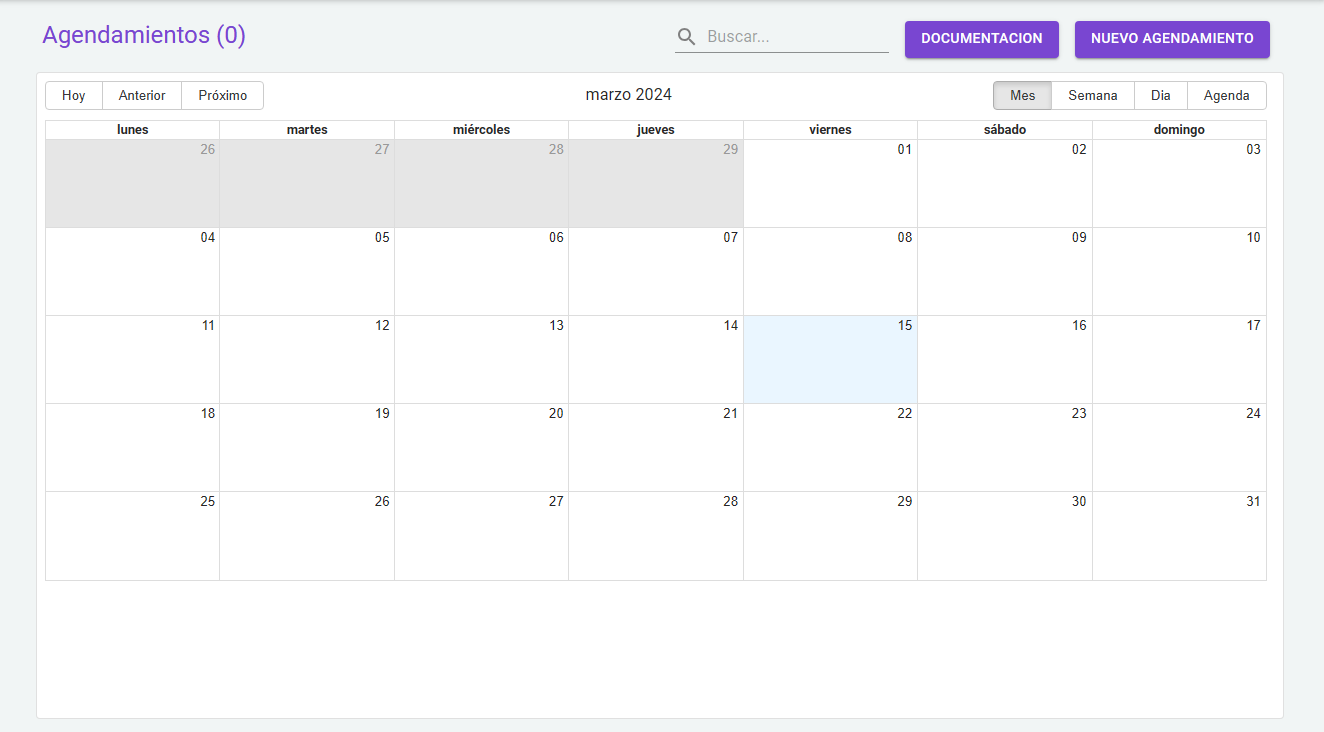 Agendamientos (0)
Buscar...
DOCUMENTACION
NUEVO AGENDAMIENTO
Hoy Anterior Próximo
marzo 2024
Mes Semana Dia Agenda
lunes martes miércoles jueves viernes sábado domingo
26 27 28 29 01 02 03
04 05 06 07 08 09 10
11 12 13 14 15 16 17
18 19 20 21 22 23 24
25 26 27 28 29 30 31